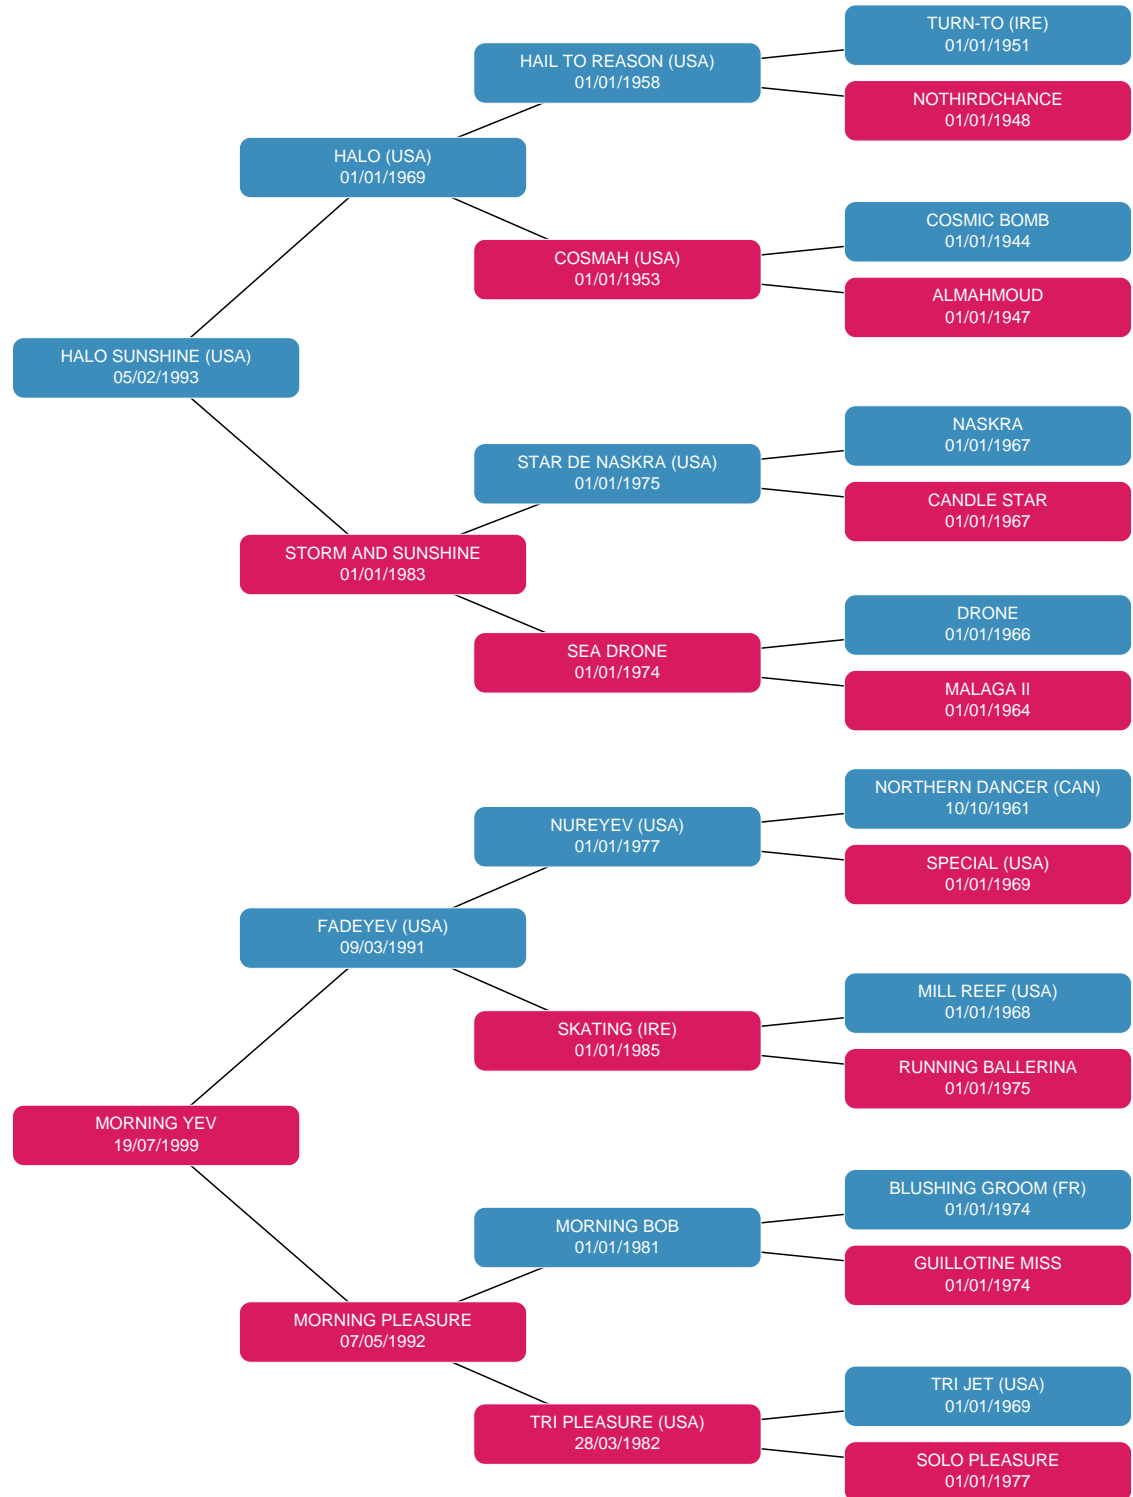 TURN-TO (IRE)
01/01/1951
HAIL TO REASON (USA)
01/01/1958
NOTHIRDCHANCE
01/01/1948
HALO (USA)
01/01/1969
COSMIC BOMB
01/01/1944
COSMAH (USA)
01/01/1953
ALMAHMOUD
01/01/1947
HALO SUNSHINE (USA)
05/02/1993
NASKRA
01/01/1967
STAR DE NASKRA (USA)
01/01/1975
CANDLE STAR
01/01/1967
STORM AND SUNSHINE
01/01/1983
DRONE
01/01/1966
SEA DRONE
01/01/1974
MALAGA II
01/01/1964
NORTHERN DANCER (CAN)
10/10/1961
NUREYEV (USA)
01/01/1977
SPECIAL (USA)
01/01/1969
FADEYEV (USA)
09/03/1991
MILL REEF (USA)
01/01/1968
SKATING (IRE)
01/01/1985
RUNNING BALLERINA
01/01/1975
MORNING YEV
19/07/1999
BLUSHING GROOM (FR)
01/01/1974
MORNING BOB
01/01/1981
GUILLOTINE MISS
01/01/1974
MORNING PLEASURE
07/05/1992
TRI JET (USA)
01/01/1969
TRI PLEASURE (USA)
28/03/1982
SOLO PLEASURE
01/01/1977